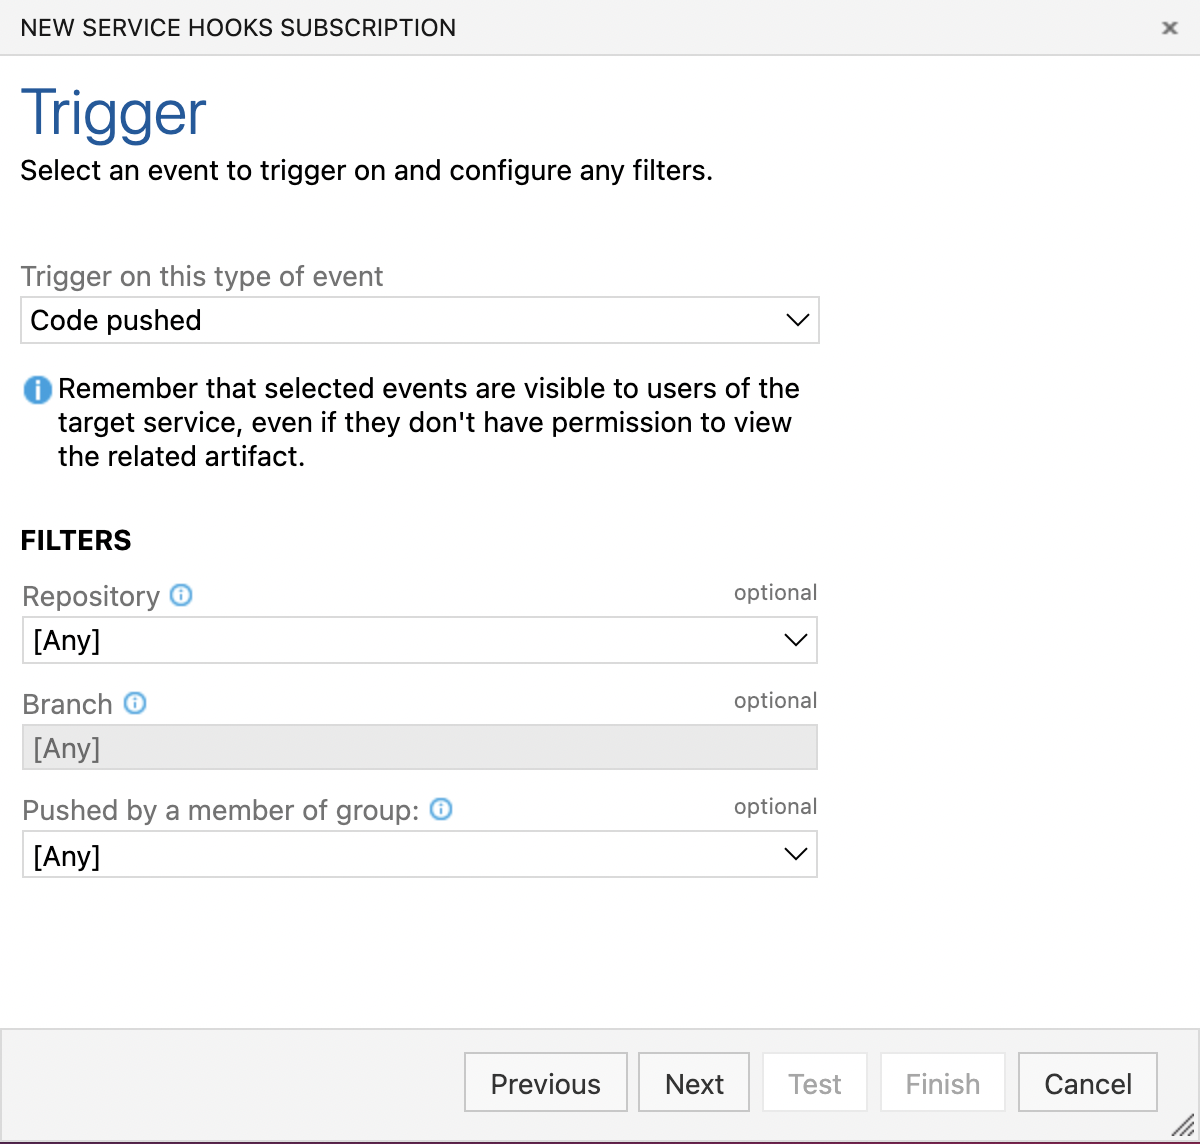 NEW SERVICE HOOKS SUBSCRIPTION
Trigger
Select an event to trigger on and configure any filters.
Trigger on this type of event
Code pushed
Remember that selected events are visible to users of the
target service, even if they don't have permission to view
the related artifact.
FILTERS
Repository optional
[Any]
Branch optional
[Any]
Pushed by a member of group: optional
[Any]
Previous Next Test Finish Cancel